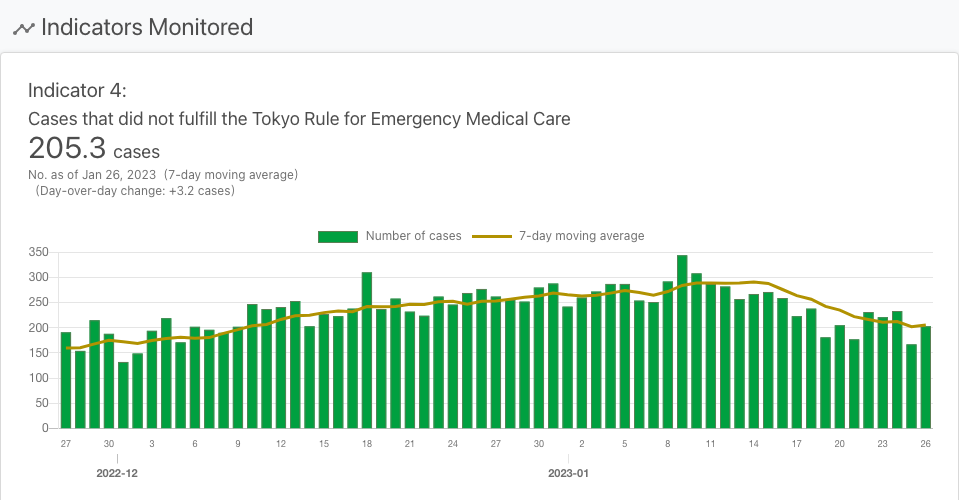 Indicators Monitored
Indicator 4:
Cases that did not fulfill the Tokyo Rule for Emergency Medical Care
205.3 cases
No. as of Jan 26, 2023 (7-day moving average)
(Day-over-day change: +3.2 cases)
Number of cases 7-day moving average
350
300
250
200
150
100
50
0
27 30 3 6 9 12 15 18 21 24 27 30 2 5 8 11 14 17 20 23 26
2022-12 2023-01